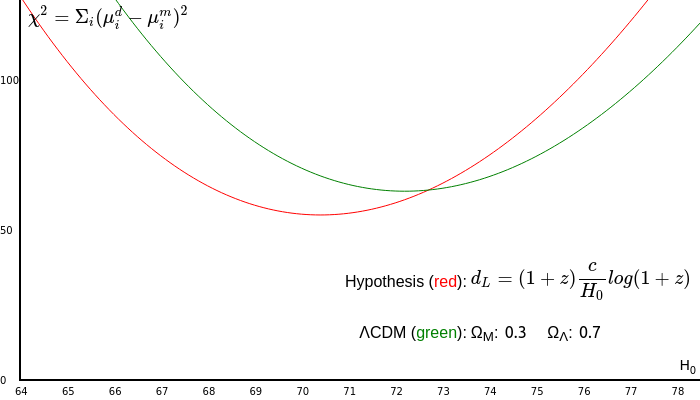 χ² = Σᵢ(μᵢᵈ − μᵢᵐ)²
100
50
Hypothesis (red): d_L = (1 + z) c/H₀ log(1 + z)
ΛCDM (green): Ω_M: 0.3 Ω_Λ: 0.7
H₀
0
64 65 66 67 68 69 70 71 72 73 74 75 76 77 78